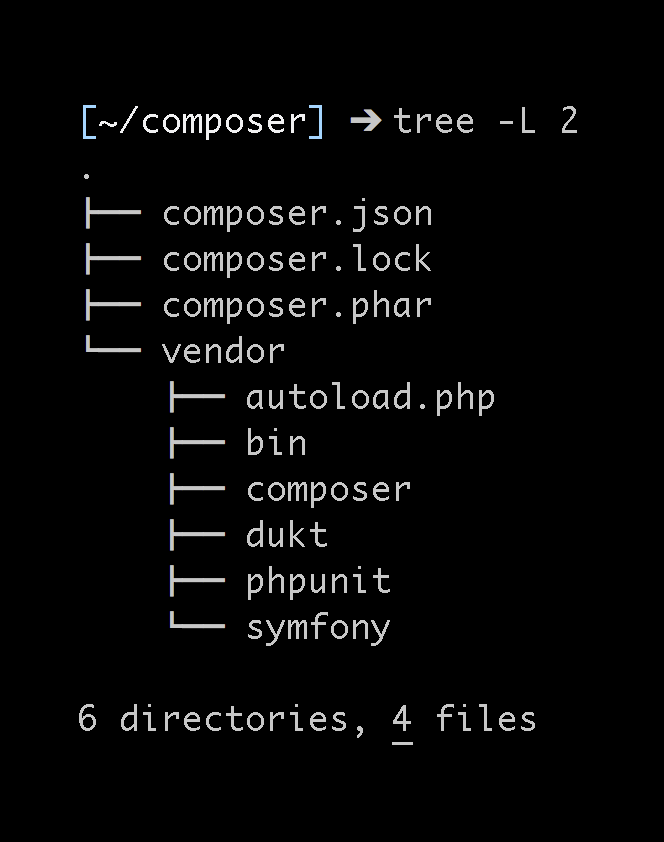 [~/composer] ➔ tree -L 2
.
├── composer.json
├── composer.lock
├── composer.phar
└── vendor
    ├── autoload.php
    ├── bin
    ├── composer
    ├── dukt
    ├── phpunit
    └── symfony

6 directories, 4 files